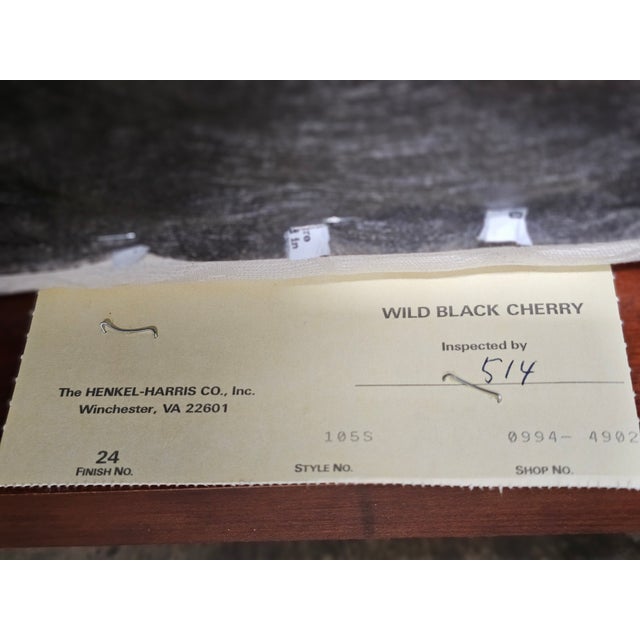 WILD BLACK CHERRY
Inspected by
514
The HENKEL-HARRIS CO., Inc.
Winchester, VA 22601
24
FINISH NO.
105S
STYLE NO.
0994- 4902
SHOP NO.